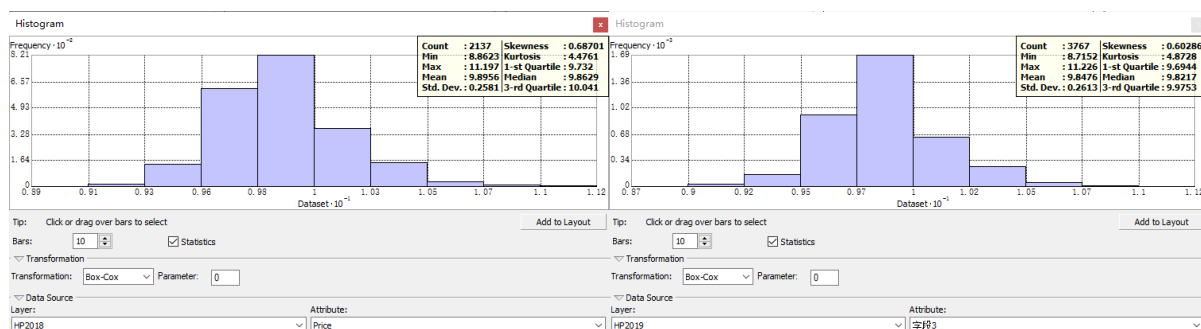 Histogram
x
Frequency · 10⁻²
8.21
6.57
4.93
3.28
1.64
0
0.89 0.91 0.93 0.96 0.98 1 1.03 1.05 1.07 1.1 1.12
Dataset · 10⁻¹
Count : 2137 Skewness : 0.68701
Min : 8.8623 Kurtosis : 4.4761
Max : 11.197 1-st Quartile : 9.732
Mean : 9.8956 Median : 9.8629
Std. Dev. : 0.2581 3-rd Quartile : 10.041
Tip: Click or drag over bars to select
Add to Layout
Bars: 10 Statistics
Transformation
Transformation: Box-Cox Parameter: 0
Data Source
Layer: Attribute:
HP2018 Price
Histogram
Frequency · 10⁻³
1.69
1.36
1.02
0.68
0.34
0
0.87 0.9 0.92 0.95 0.97 1 1.02 1.05 1.07 1.1 1.12
Dataset · 10⁻¹
Count : 3767 Skewness : 0.60286
Min : 8.7152 Kurtosis : 4.8728
Max : 11.226 1-st Quartile : 9.6944
Mean : 9.8476 Median : 9.8217
Std. Dev. : 0.2613 3-rd Quartile : 9.9753
Tip: Click or drag over bars to select
Add to Layout
Bars: 10 Statistics
Transformation
Transformation: Box-Cox Parameter: 0
Data Source
Layer: Attribute:
HP2019 字段3